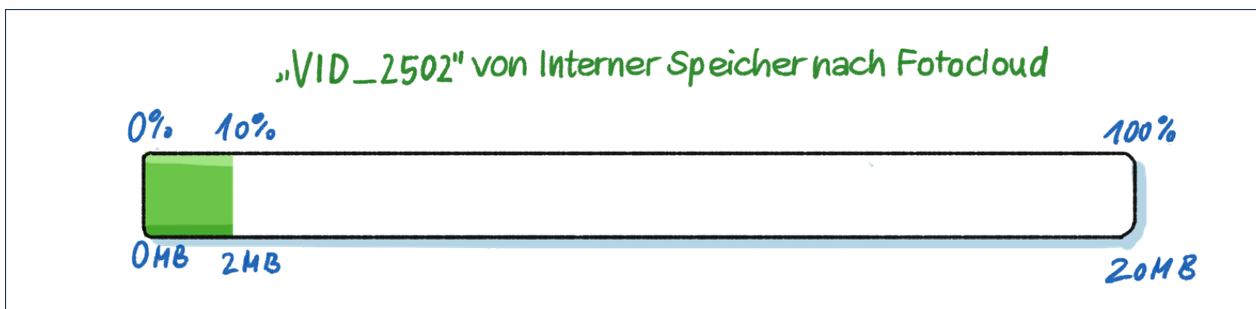 „VID_2502" von Interner Speicher nach Fotocloud
0% 10% 100%
0MB 2MB 20MB